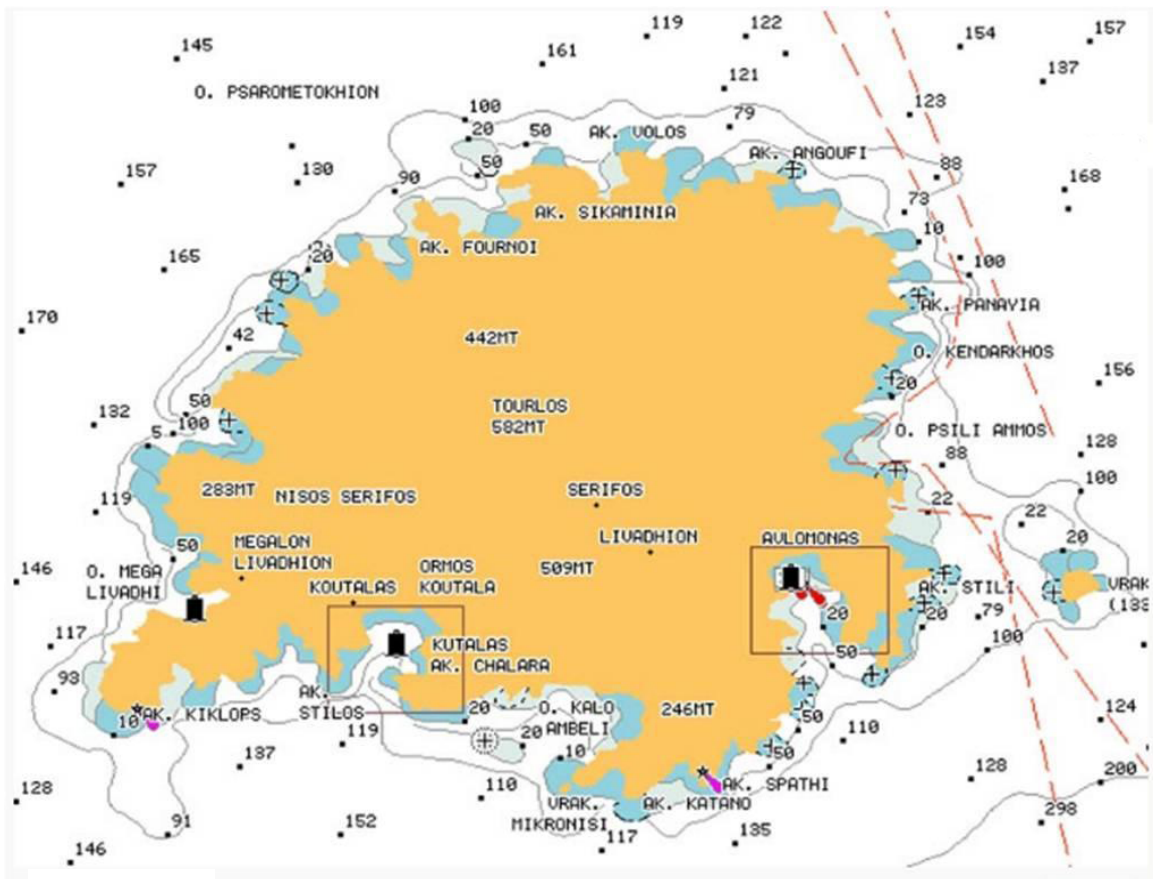 119
122
157
154
145
161
137
121
O. PSAROMETOKHION
100
123
79
20
50
AK. VOLOS
AK. ANGOUFI
50
88
157
130
90
168
73
AK. SIKAMINIA
10
AK. FOURNOI
20
165
100
AK. PANAVIA
170
42
442MT
O. KENDARKHOS
156
20
50
TOURLOS
582MT
132
100
5
O. PSILI AMMOS
128
88
283MT
NISOS SERIFOS
SERIFOS
100
119
22
22
MEGALON
LIVADHION
LIVADHION
AVLOMONAS
50
20
ORMOS
KOUTALA
509MT
146
O. MEGA
LIVADHI
KOUTALAS
AK. STILI
VRAK
79
20
20
117
KUTALAS
100
AK. CHALARA
50
93
AK.
STILOS
O. KALO
AMBELI
246MT
10
AK. KIKLOPS
20
50
124
119
20
110
137
10
50
128
110
AK. SPATHI
200
128
VRAK.
MIKRONISI
AK. KATANO
298
91
152
117
135
146